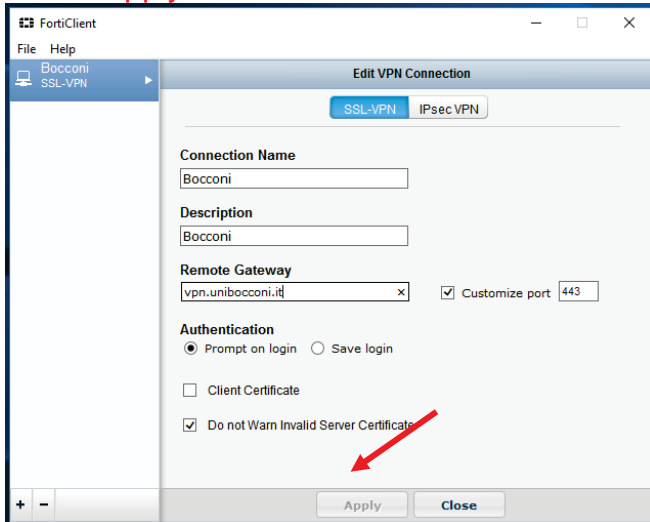 FortiClient
File Help
Bocconi
SSL-VPN
Edit VPN Connection
SSL-VPN IPsec VPN
Connection Name
Bocconi
Description
Bocconi
Remote Gateway
vpn.unibocconi.it × Customize port 443
Authentication
Prompt on login Save login
Client Certificate
Do not Warn Invalid Server Certificate
+ - Apply Close